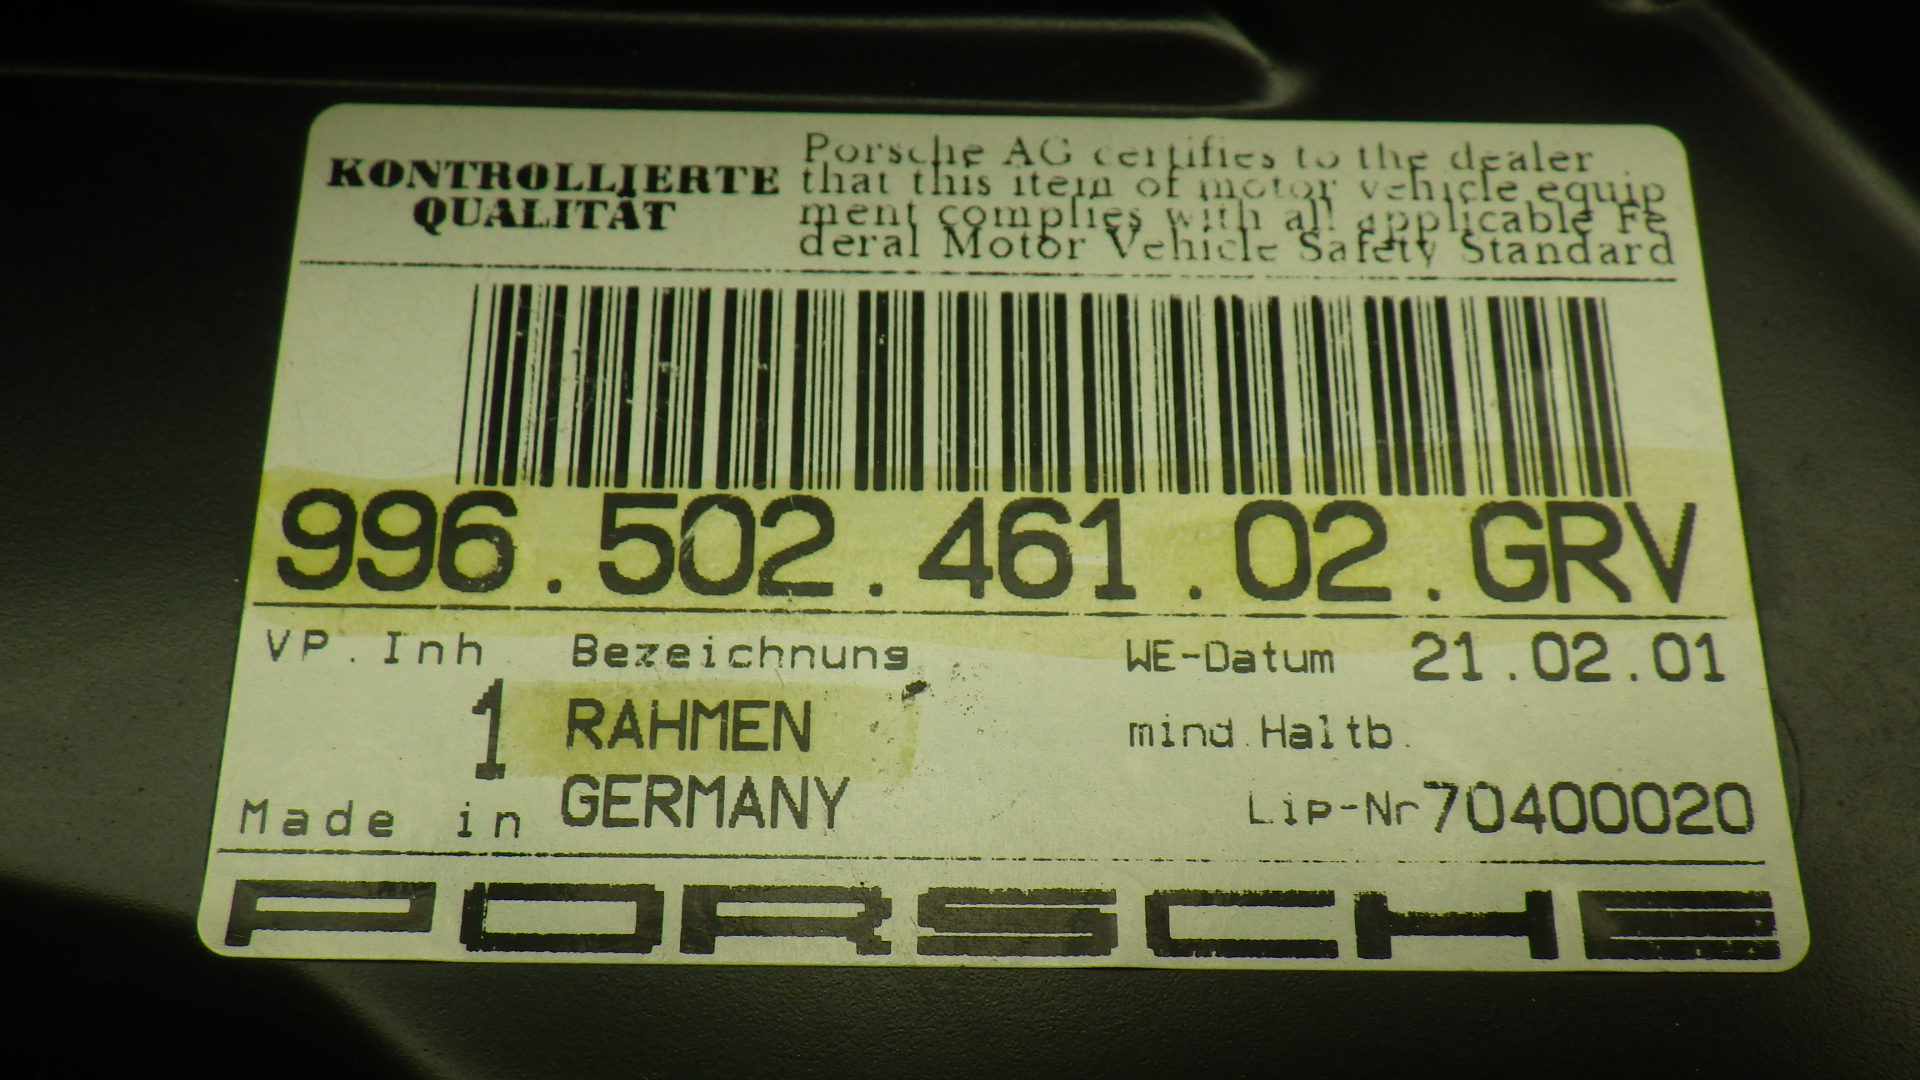 KONTROLLIERTE
QUALITÄT
Porsche AG certifies to the dealer
that this item of motor vehicle equip
ment complies with all applicable Fe
deral Motor Vehicle Safety Standard
996.502.461.02.GRV
VP.Inh Bezeichnung WE-Datum 21.02.01
1 RAHMEN mind.Haltb.
Made in GERMANY Lip-Nr 70400020
PORSCHE